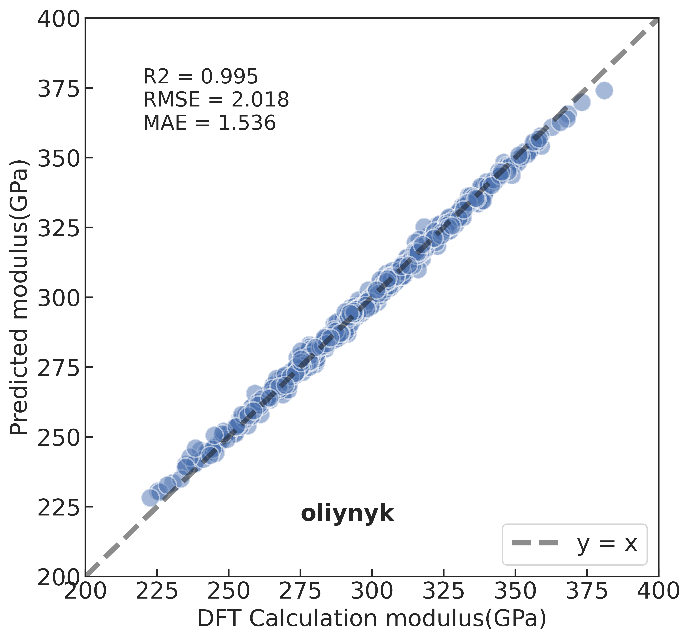 400
375
350
325
300
275
250
225
200
Predicted modulus(GPa)
R2 = 0.995
RMSE = 2.018
MAE = 1.536
oliynyk
y = x
200 225 250 275 300 325 350 375 400
DFT Calculation modulus(GPa)